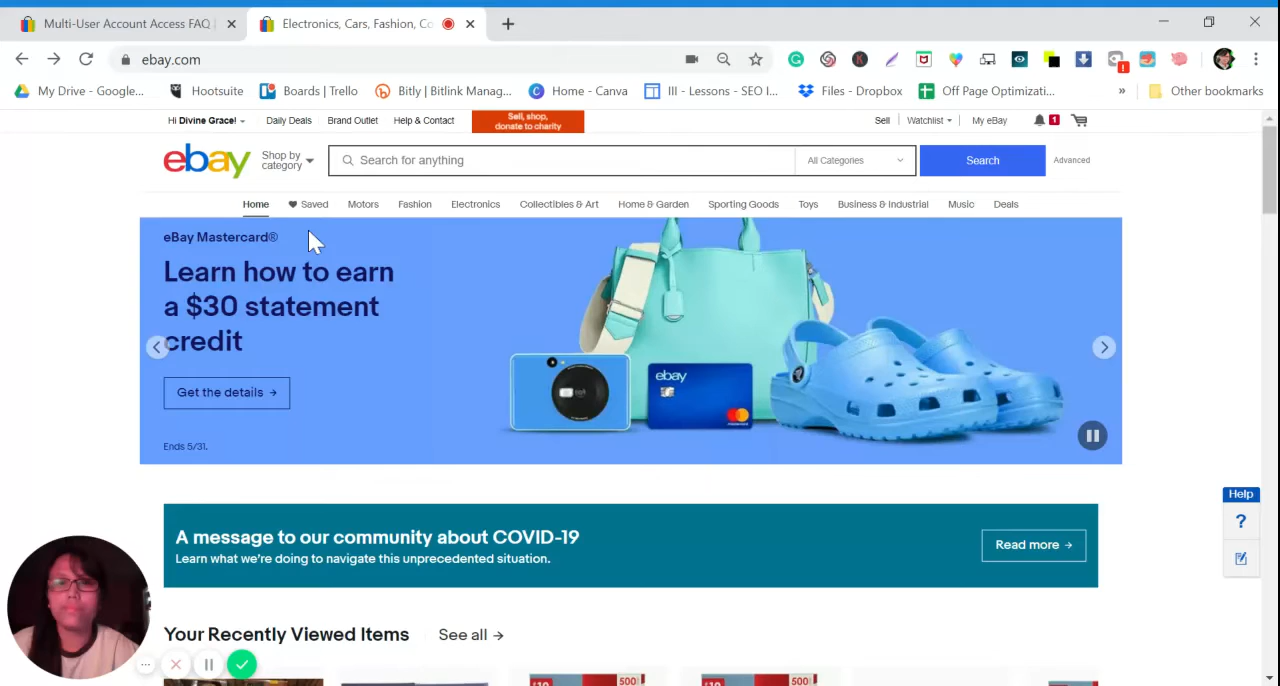 Multi-User Account Access FAQ
Electronics, Cars, Fashion, Co
ebay.com
My Drive - Google...
Hootsuite
Boards | Trello
Bitly | Bitlink Manag...
Home - Canva
III - Lessons - SEO I...
Files - Dropbox
Off Page Optimizati...
»
Other bookmarks
Hi Divine Grace!
Daily Deals
Brand Outlet
Help & Contact
Sell, shop,
donate to charity
Sell
Watchlist
My eBay
1
ebay
Shop by
category
Search for anything
All Categories
Search
Advanced
Home
Saved
Motors
Fashion
Electronics
Collectibles & Art
Home & Garden
Sporting Goods
Toys
Business & Industrial
Music
Deals
eBay Mastercard®
Learn how to earn
a $30 statement
credit
Get the details →
Ends 5/31.
ebay
Help
?
A message to our community about COVID-19
Learn what we're doing to navigate this unprecedented situation.
Read more →
Your Recently Viewed Items
See all →
500
500